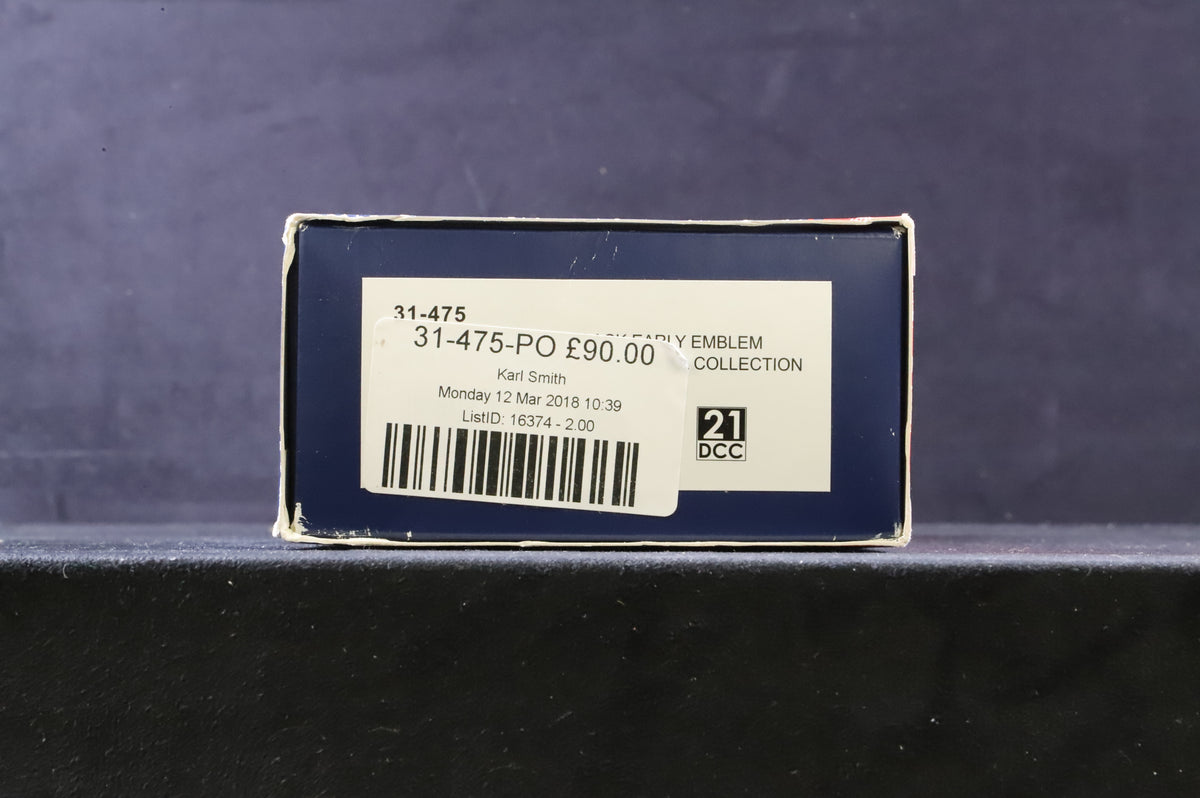 31-475
EARLY EMBLEM
COLLECTION
31-475-PO £90.00
Karl Smith
Monday 12 Mar 2018 10:39
ListID: 16374 - 2.00
21
DCC